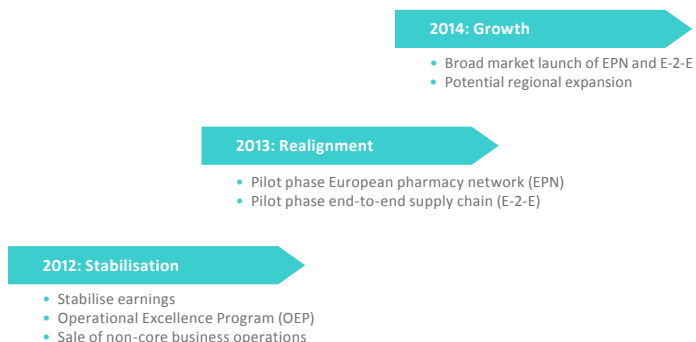 2014: Growth
• Broad market launch of EPN and E-2-E
• Potential regional expansion
2013: Realignment
• Pilot phase European pharmacy network (EPN)
• Pilot phase end-to-end supply chain (E-2-E)
2012: Stabilisation
• Stabilise earnings
• Operational Excellence Program (OEP)
• Sale of non-core business operations